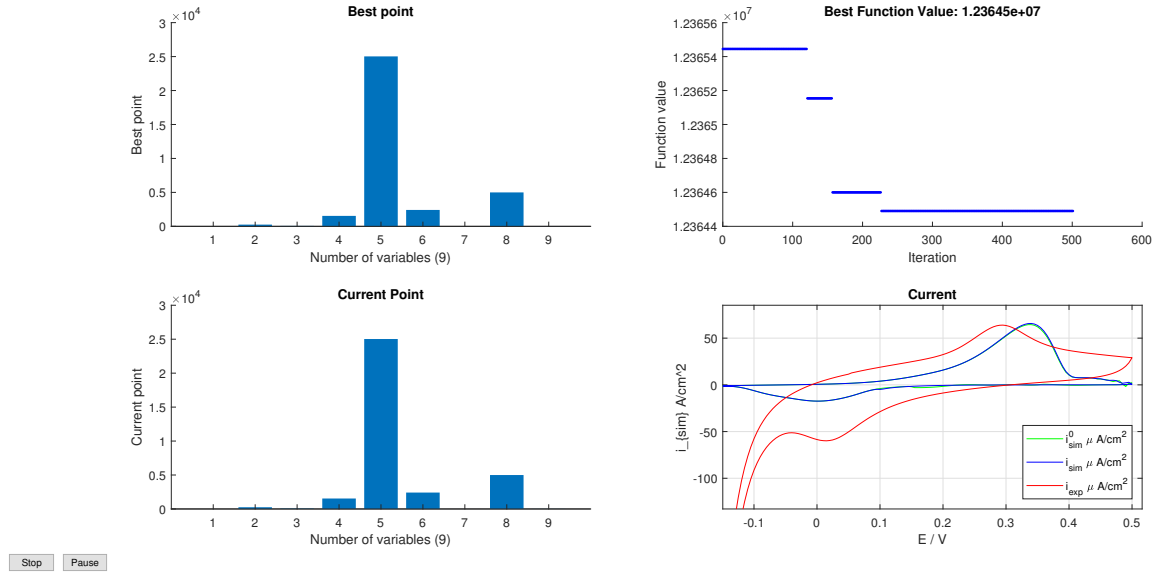 Best point
×10^4
3
2.5
2
1.5
1
0.5
0
Best point
1 2 3 4 5 6 7 8 9
Number of variables (9)
Best Function Value: 1.23645e+07
×10^7
1.23656
1.23654
1.23652
1.2365
1.23648
1.23646
1.23644
Function value
0 100 200 300 400 500 600
Iteration
Current Point
×10^4
3
2.5
2
1.5
1
0.5
0
Current point
1 2 3 4 5 6 7 8 9
Number of variables (9)
Current
50
0
-50
-100
i_{sim} A/cm^2
i^0_sim μ A/cm^2
i_sim μ A/cm^2
i_exp μ A/cm^2
-0.1 0 0.1 0.2 0.3 0.4 0.5
E / V
Stop Pause